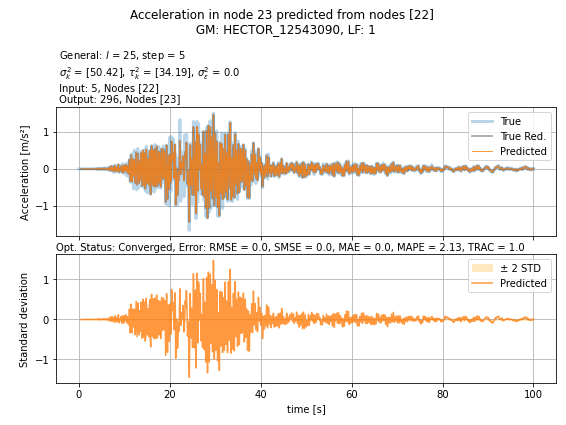 Acceleration in node 23 predicted from nodes [22]
GM: HECTOR_12543090, LF: 1
General: l = 25, step = 5
σ²ₖ = [50.42], τ²ₖ = [34.19], σ²ε = 0.0
Input: 5, Nodes [22]
Output: 296, Nodes [23]
Acceleration [m/s²]
1
0
−1
True
True Red.
Predicted
Opt. Status: Converged, Error: RMSE = 0.0, SMSE = 0.0, MAE = 0.0, MAPE = 2.13, TRAC = 1.0
Standard deviation
1
0
−1
± 2 STD
Predicted
0 20 40 60 80 100
time [s]